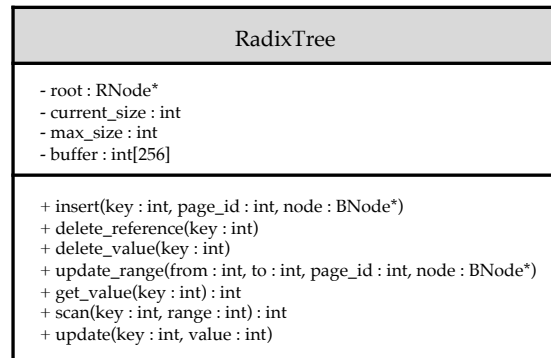 RadixTree
- root : RNode*
- current_size : int
- max_size : int
- buffer : int[256]
+ insert(key : int, page_id : int, node : BNode*)
+ delete_reference(key : int)
+ delete_value(key : int)
+ update_range(from : int, to : int, page_id : int, node : BNode*)
+ get_value(key : int) : int
+ scan(key : int, range : int) : int
+ update(key : int, value : int)